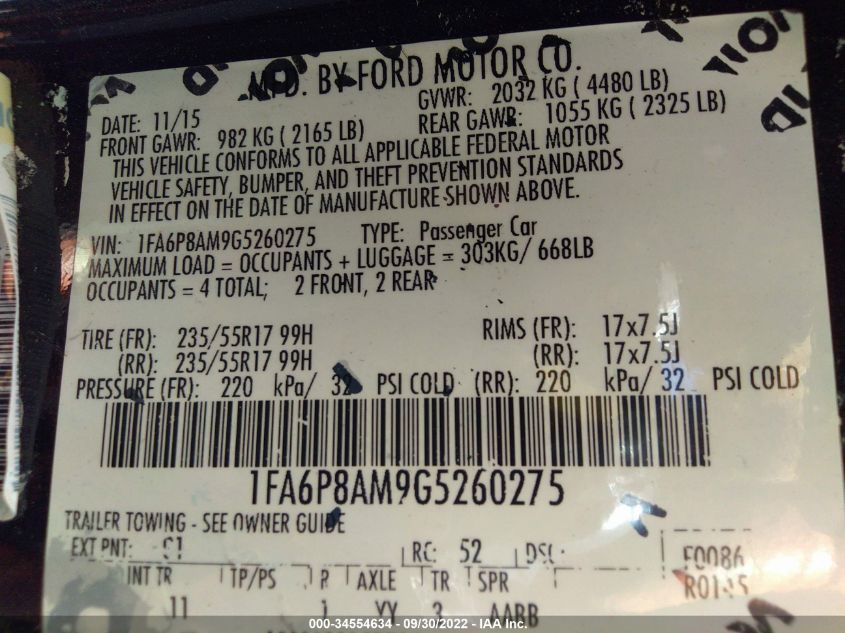 MFD. BY FORD MOTOR CO.
DATE: 11/15 GVWR: 2032 KG ( 4480 LB)
FRONT GAWR: 982 KG ( 2165 LB) REAR GAWR: 1055 KG ( 2325 LB)
THIS VEHICLE CONFORMS TO ALL APPLICABLE FEDERAL MOTOR
VEHICLE SAFETY, BUMPER, AND THEFT PREVENTION STANDARDS
IN EFFECT ON THE DATE OF MANUFACTURE SHOWN ABOVE.
VIN: 1FA6P8AM9G5260275 TYPE: Passenger Car
MAXIMUM LOAD = OCCUPANTS + LUGGAGE = 303KG/ 668LB
OCCUPANTS = 4 TOTAL; 2 FRONT, 2 REAR
TIRE (FR): 235/55R17 99H RIMS (FR): 17x7.5J
(RR): 235/55R17 99H (RR): 17x7.5J
PRESSURE (FR): 220 kPa/ 32 PSI COLD (RR): 220 kPa/ 32 PSI COLD
1FA6P8AM9G5260275
TRAILER TOWING - SEE OWNER GUIDE
EXT PNT: RC: 52 DSO:
INT TR TP/PS R AXLE TR SPR
11 1 YY 3 AABB
000-34554634 - 09/30/2022 - IAA Inc.